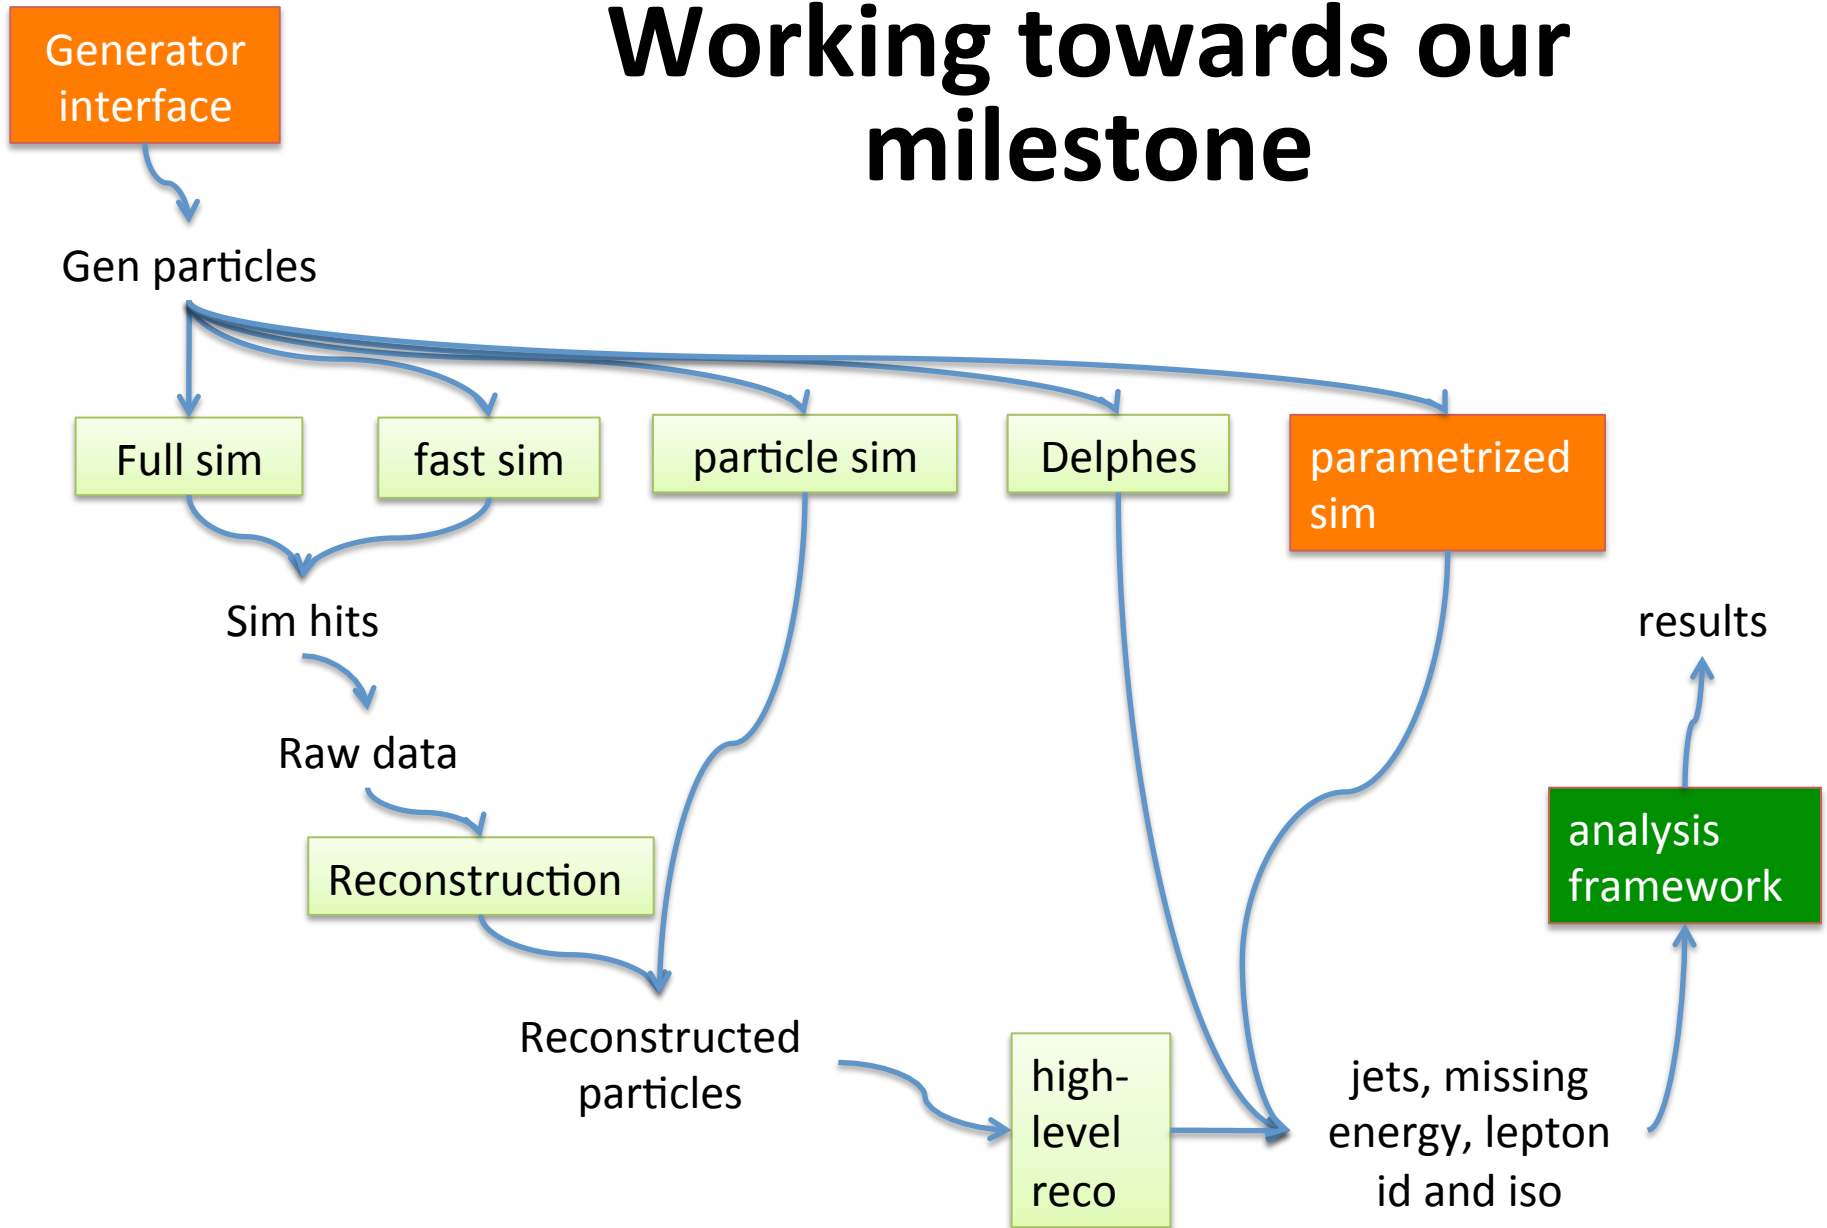 Working towards our
milestone
Generator
interface
Gen particles
Full sim
fast sim
particle sim
Delphes
parametrized
sim
Sim hits
results
Raw data
analysis
framework
Reconstruction
Reconstructed
particles
high-
level
reco
jets, missing
energy, lepton
id and iso